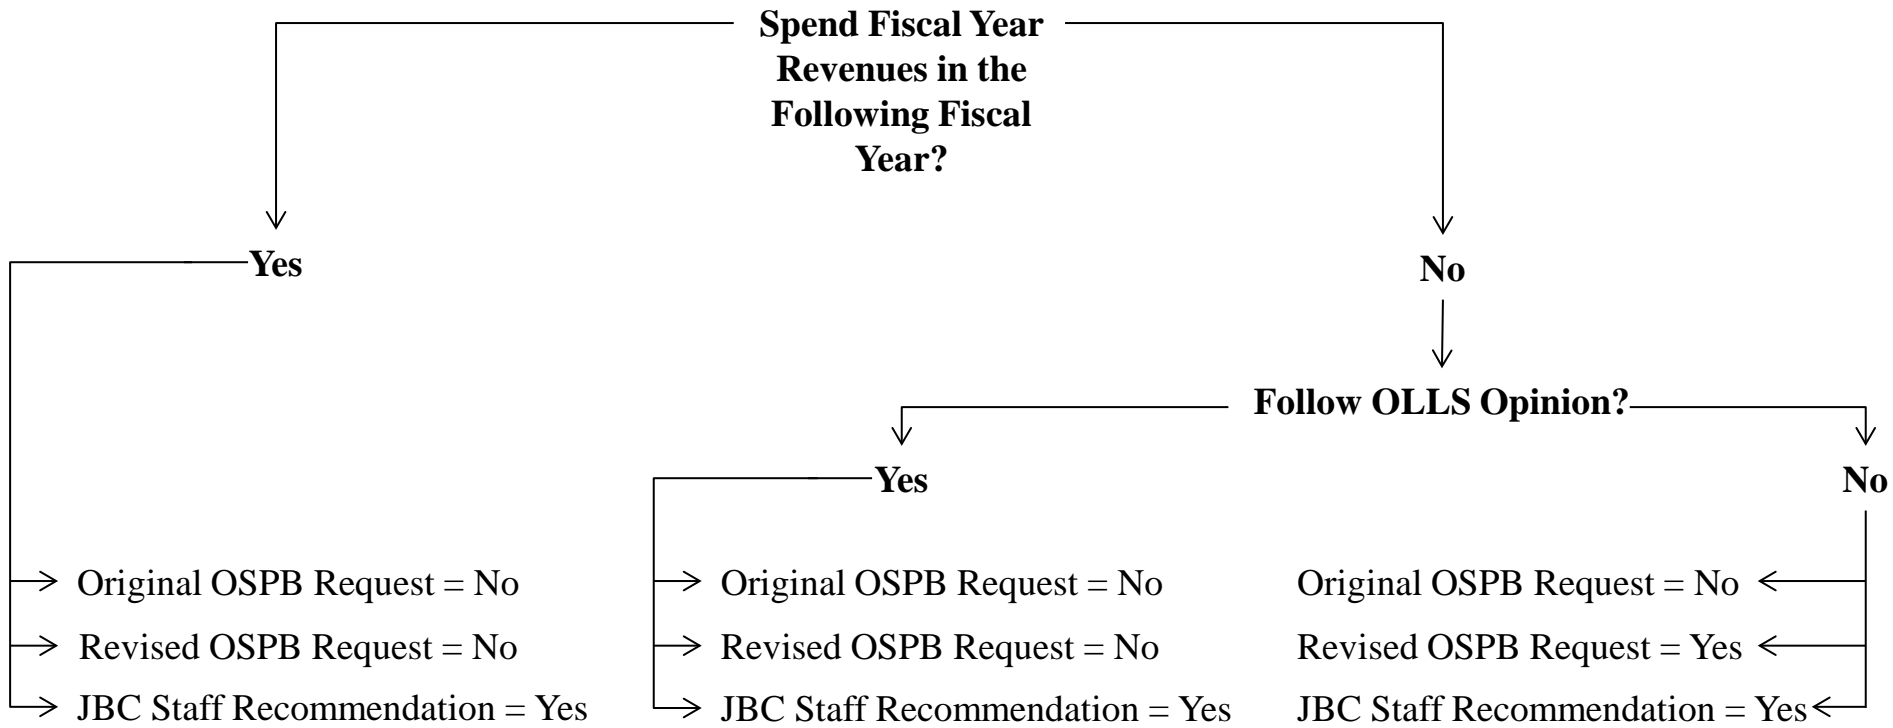 Spend Fiscal Year
Revenues in the
Following Fiscal
Year?
Yes
No
Follow OLLS Opinion?
Yes
No
Original OSPB Request = No
Revised OSPB Request = No
JBC Staff Recommendation = Yes
Original OSPB Request = No
Revised OSPB Request = No
JBC Staff Recommendation = Yes
Original OSPB Request = No
Revised OSPB Request = Yes
JBC Staff Recommendation = Yes